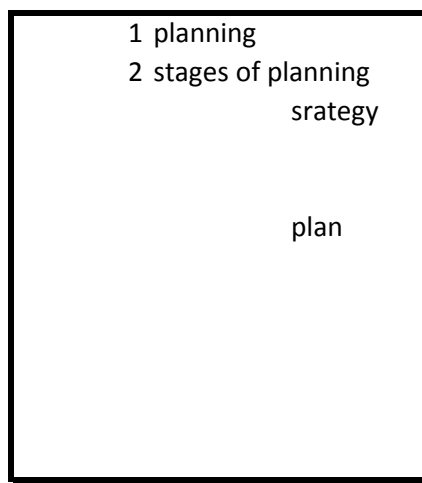 1 planning
2 stages of planning
srategy
plan